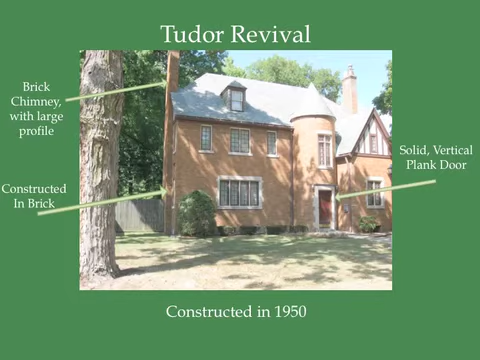 Tudor Revival
Brick
Chimney,
with large
profile
Solid, Vertical
Plank Door
Constructed
In Brick
Constructed in 1950